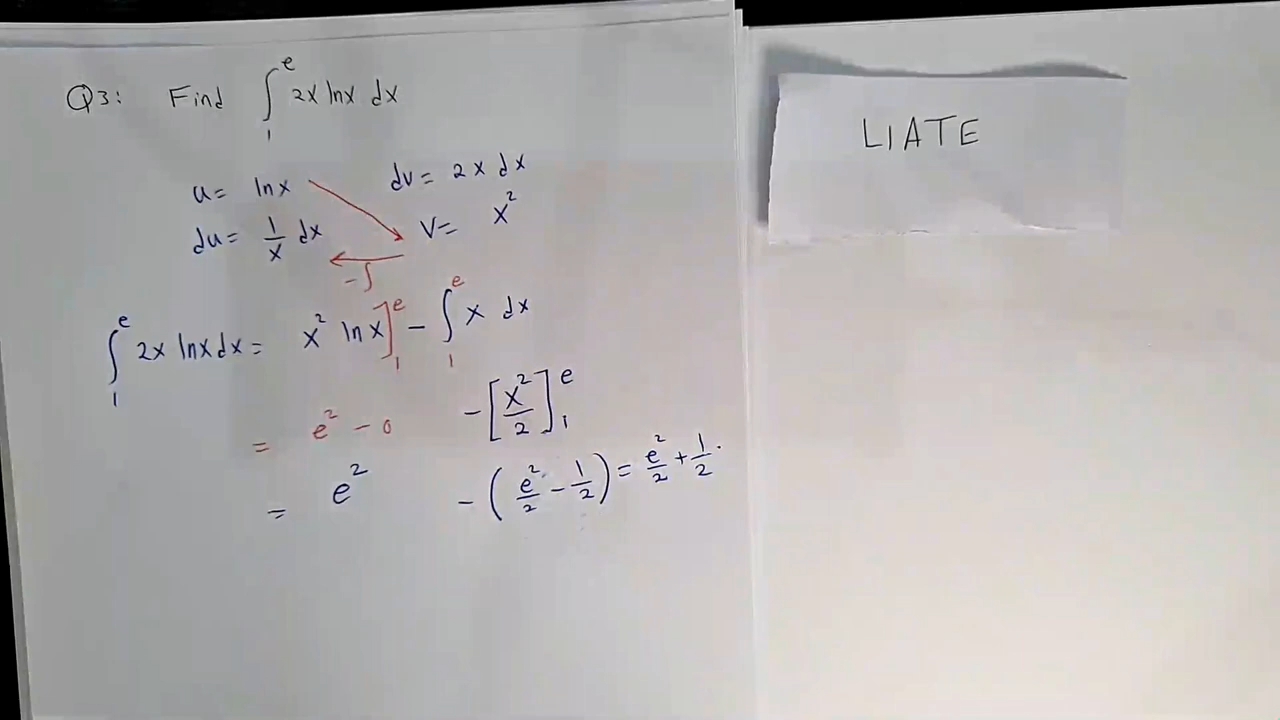 Q3: Find ∫₁ᵉ 2x lnx dx
LIATE
u= lnx dv= 2x dx
du= 1/x dx v= x²
-∫
∫₁ᵉ 2x lnx dx = x² ln x]₁ᵉ - ∫₁ᵉ x dx
= e² - 0 -[x²/2]₁ᵉ
= e² -(e²/2 - 1/2) = e²/2 + 1/2.